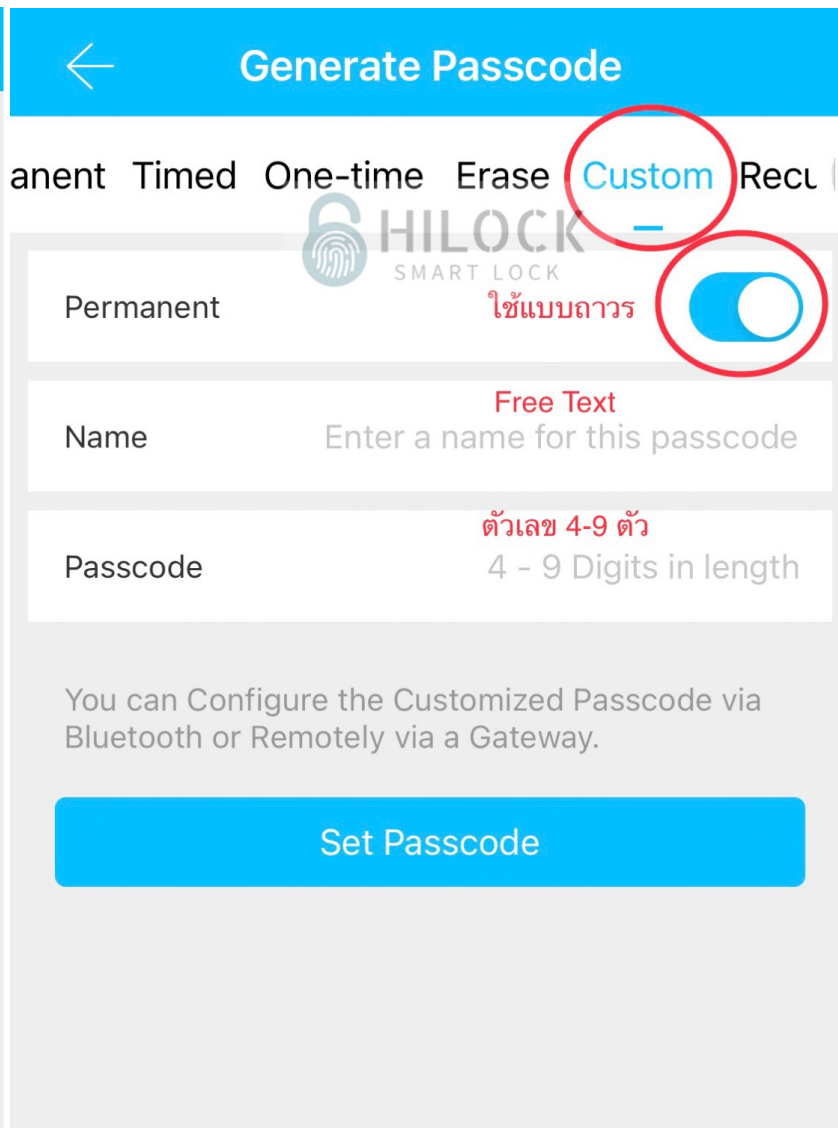 Generate Passcode
anent Timed One-time Erase Custom Recu
HILOCK
SMART LOCK
Permanent ใช้แบบถาวร
Free Text
Name Enter a name for this passcode
ตัวเลข 4-9 ตัว
Passcode 4 - 9 Digits in length
You can Configure the Customized Passcode via
Bluetooth or Remotely via a Gateway.
Set Passcode